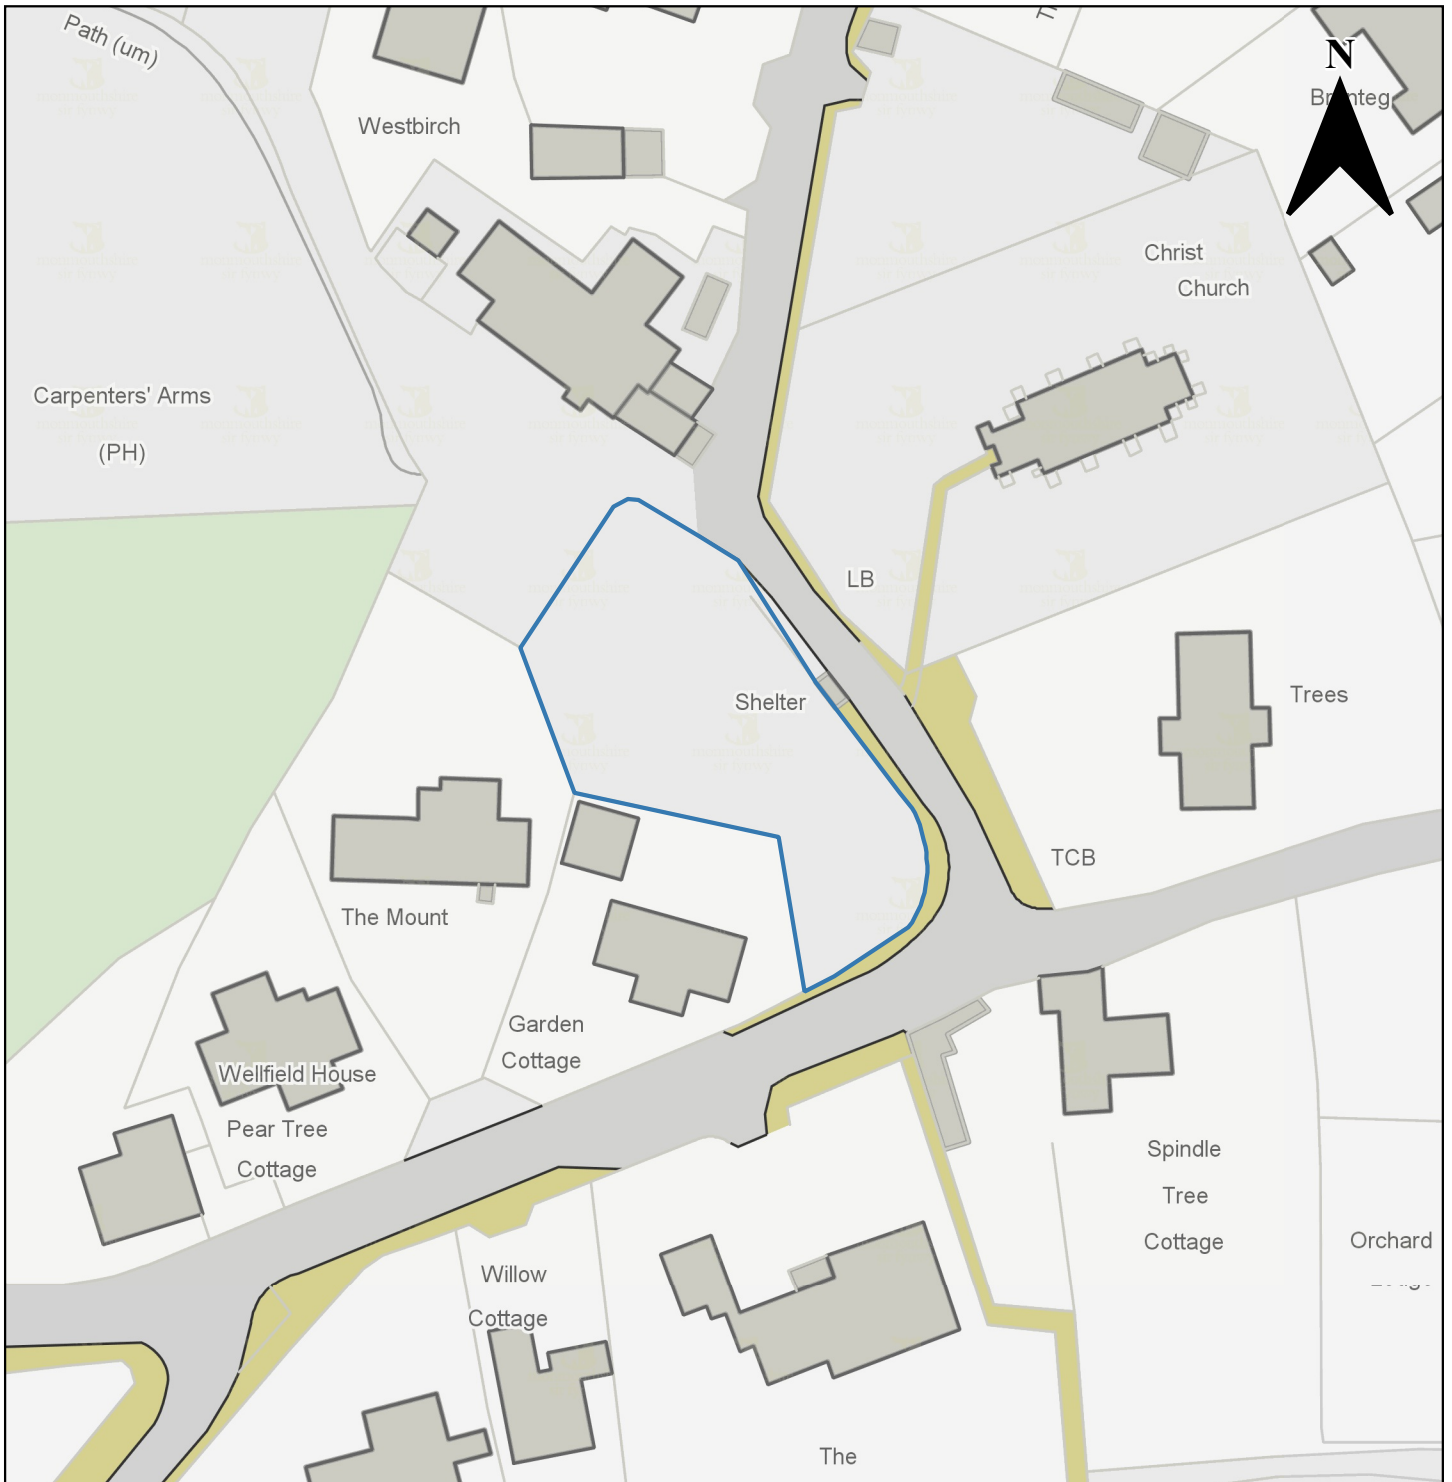 Path (um)
N
Westbirch
Christ
Church
Carpenters' Arms
(PH)
LB
Trees
Shelter
TCB
The Mount
Garden
Cottage
Wellfield House
Pear Tree
Cottage
Spindle
Tree
Cottage
Orchard
Willow
Cottage
The